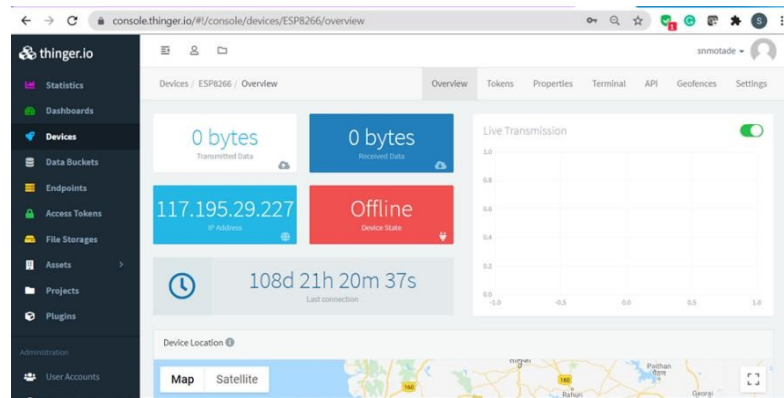 console.thinger.io/#!/console/devices/ESP8266/overview
S
thinger.io
snmotade
Statistics
Dashboards
Devices
Data Buckets
Endpoints
Access Tokens
File Storages
Assets
Projects
Plugins
Administration
User Accounts
Devices / ESP8266 / Overview
Overview Tokens Properties Terminal API Geofences Settings
0 bytes
Transmitted Data
0 bytes
Received Data
117.195.29.227
IP Address
Offline
Device State
108d 21h 20m 37s
Last connection
Live Transmission
1.0
0.8
0.6
0.4
0.2
0.0
-1.0 -0.5 0.0 0.5 1.0
Device Location
Map Satellite
160
160
Paithan
पैठण
Rahuri
Georai